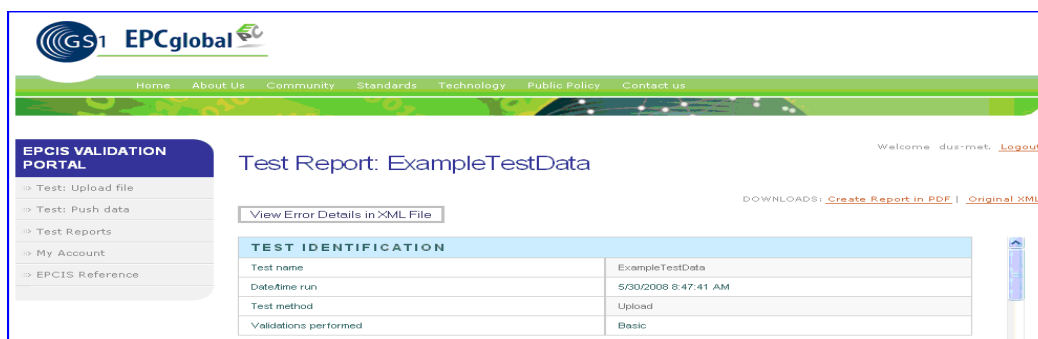 GS1 EPCglobal
Home About Us Community Standards Technology Public Policy Contact us
EPCIS VALIDATION
PORTAL
Test: Upload file
Test: Push data
Test Reports
My Account
EPCIS Reference
Welcome dus-met. Logout
Test Report: ExampleTestData
DOWNLOADS: Create Report in PDF | Original XML
View Error Details in XML File
TEST IDENTIFICATION
Test name ExampleTestData
Date/time run 5/30/2008 8:47:41 AM
Test method Upload
Validations performed Basic